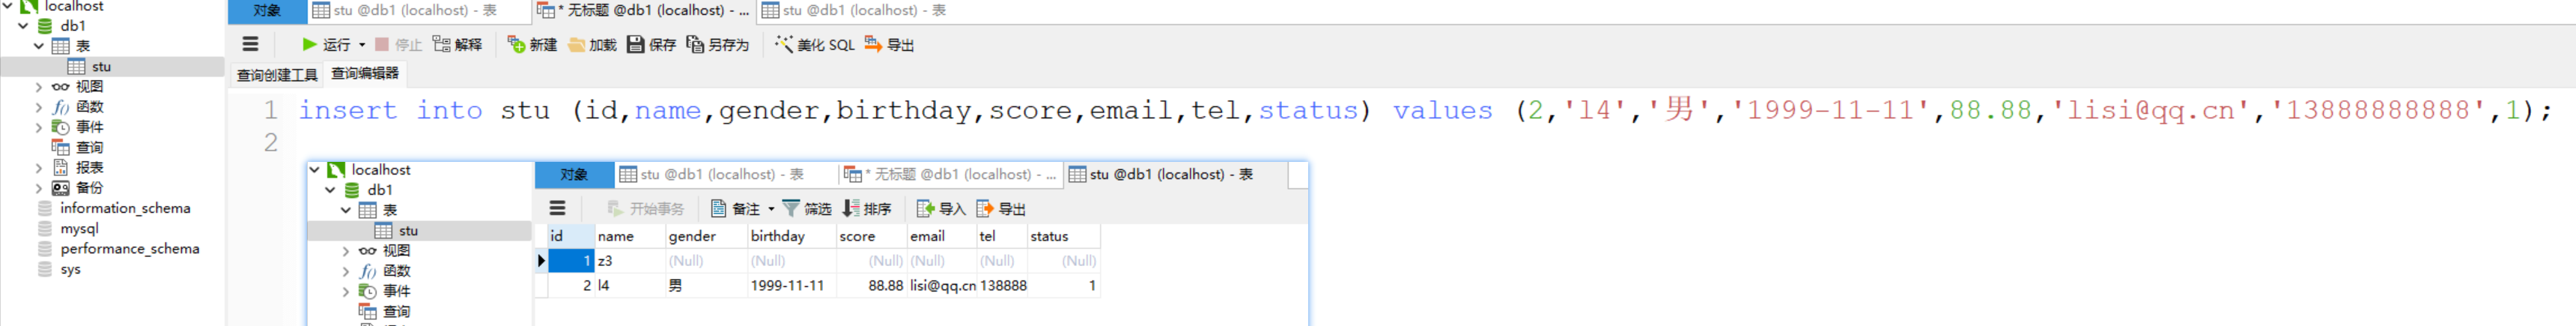 localhost
db1
表
stu
视图
函数
事件
查询
报表
备份
information_schema
mysql
performance_schema
sys
对象 stu @db1 (localhost) - 表 * 无标题 @db1 (localhost) - ... stu @db1 (localhost) - 表
运行 停止 解释 新建 加载 保存 另存为 美化 SQL 导出
查询创建工具 查询编辑器
1 insert into stu (id,name,gender,birthday,score,email,tel,status) values (2,'l4','男','1999-11-11',88.88,'lisi@qq.cn','13888888888',1);
2
localhost
db1
表
stu
视图
函数
事件
查询
对象 stu @db1 (localhost) - 表 * 无标题 @db1 (localhost) - ... stu @db1 (localhost) - 表
开始事务 备注 筛选 排序 导入 导出
id name gender birthday score email tel status
1 z3 (Null) (Null) (Null) (Null) (Null) (Null)
2 l4 男 1999-11-11 88.88 lisi@qq.cn 138888 1